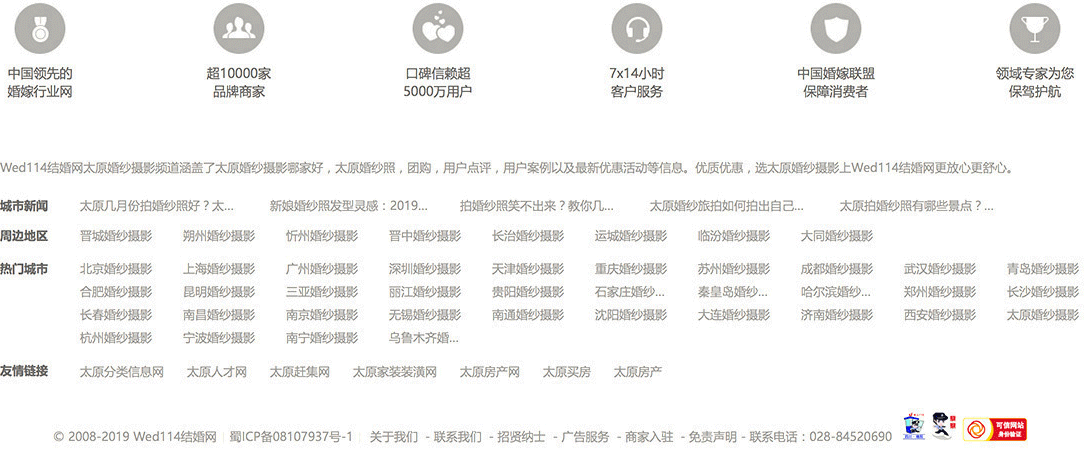 中国领先的 超10000家 口碑信赖超 7x14小时 中国婚嫁联盟 领域专家为您
婚嫁行业网 品牌商家 5000万用户 客户服务 保障消费者 保驾护航
Wed114结婚网太原婚纱摄影频道涵盖了太原婚纱摄影哪家好，太原婚纱照，团购，用户点评，用户案例以及最新优惠活动等信息。优质优惠，选太原婚纱摄影上Wed114结婚网更放心更舒心。
城市新闻 太原几月份拍婚纱照好？太... 新娘婚纱照发型灵感：2019... 拍婚纱照笑不出来？教你几... 太原婚纱旅拍如何拍出自己... 太原拍婚纱照有哪些景点？...
周边地区 晋城婚纱摄影 朔州婚纱摄影 忻州婚纱摄影 晋中婚纱摄影 长治婚纱摄影 运城婚纱摄影 临汾婚纱摄影 大同婚纱摄影
热门城市 北京婚纱摄影 上海婚纱摄影 广州婚纱摄影 深圳婚纱摄影 天津婚纱摄影 重庆婚纱摄影 苏州婚纱摄影 成都婚纱摄影 武汉婚纱摄影 青岛婚纱摄影
合肥婚纱摄影 昆明婚纱摄影 三亚婚纱摄影 丽江婚纱摄影 贵阳婚纱摄影 石家庄婚纱... 秦皇岛婚纱... 哈尔滨婚纱... 郑州婚纱摄影 长沙婚纱摄影
长春婚纱摄影 南昌婚纱摄影 南京婚纱摄影 无锡婚纱摄影 南通婚纱摄影 沈阳婚纱摄影 大连婚纱摄影 济南婚纱摄影 西安婚纱摄影 太原婚纱摄影
杭州婚纱摄影 宁波婚纱摄影 南宁婚纱摄影 乌鲁木齐婚...
友情链接 太原分类信息网 太原人才网 太原赶集网 太原家装装潢网 太原房产网 太原买房 太原房产
© 2008-2019 Wed114结婚网 蜀ICP备08107937号-1 关于我们 - 联系我们 - 招贤纳士 - 广告服务 - 商家入驻 - 免责声明 - 联系电话：028-84520690 可信网站
身份验证